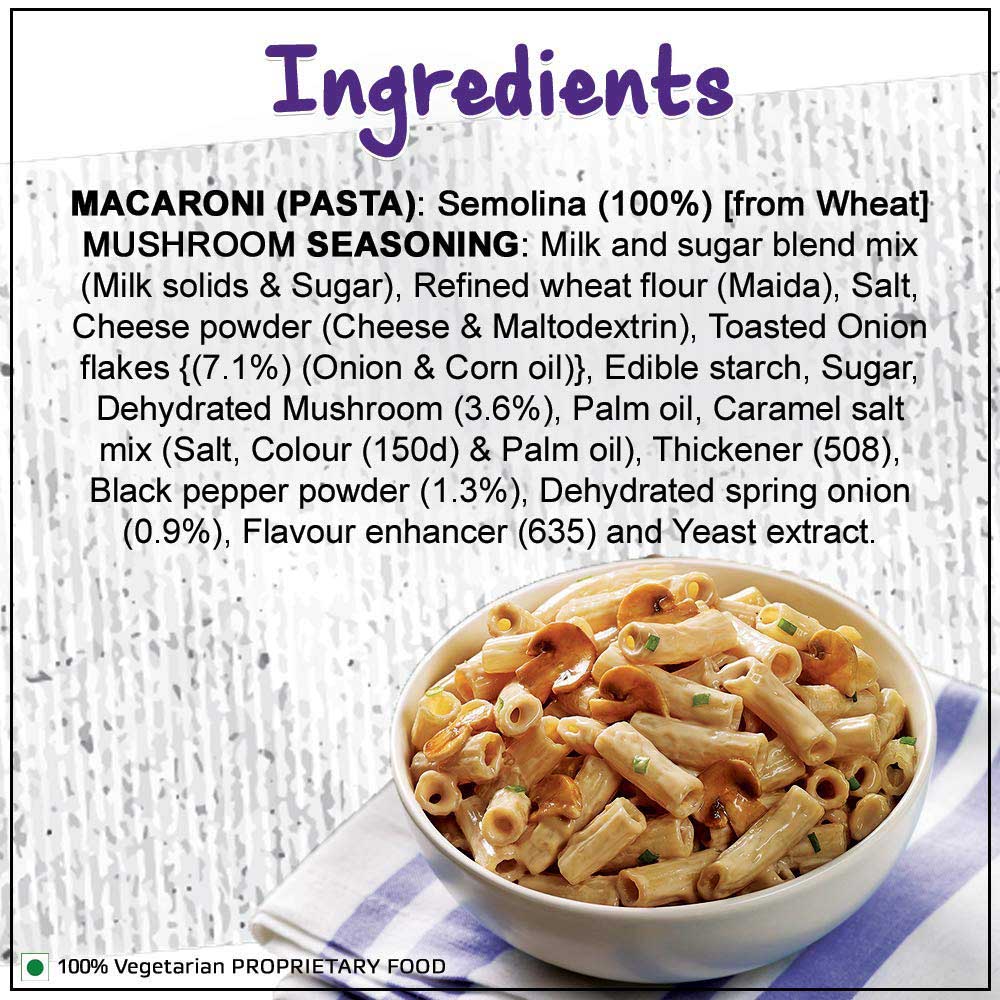 Ingredients
MACARONI (PASTA): Semolina (100%) [from Wheat]
MUSHROOM SEASONING: Milk and sugar blend mix
(Milk solids & Sugar), Refined wheat flour (Maida), Salt,
Cheese powder (Cheese & Maltodextrin), Toasted Onion
flakes {(7.1%) (Onion & Corn oil)}, Edible starch, Sugar,
Dehydrated Mushroom (3.6%), Palm oil, Caramel salt
mix (Salt, Colour (150d) & Palm oil), Thickener (508),
Black pepper powder (1.3%), Dehydrated spring onion
(0.9%), Flavour enhancer (635) and Yeast extract.
100% Vegetarian PROPRIETARY FOOD